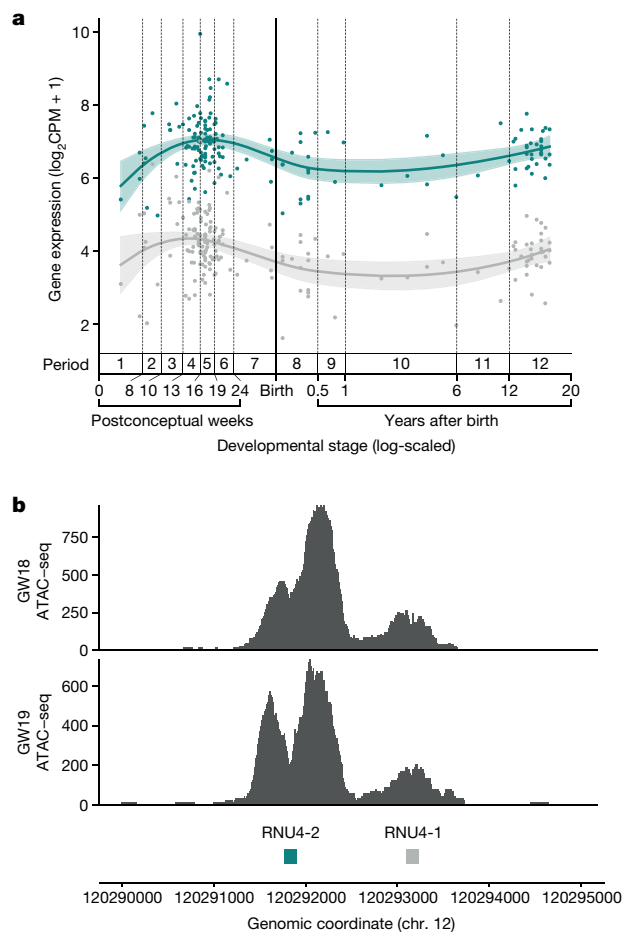 a
Gene expression (log2CPM + 1)
10
8
6
4
2
Period 1 2 3 4 5 6 7 8 9 10 11 12
0 8 10 13 16 19 24 Birth 0.5 1 6 12 20
Postconceptual weeks Years after birth
Developmental stage (log-scaled)
b
GW18
ATAC–seq
750
500
250
0
GW19
ATAC–seq
600
400
200
0
RNU4-2 RNU4-1
120290000 120291000 120292000 120293000 120294000 120295000
Genomic coordinate (chr. 12)